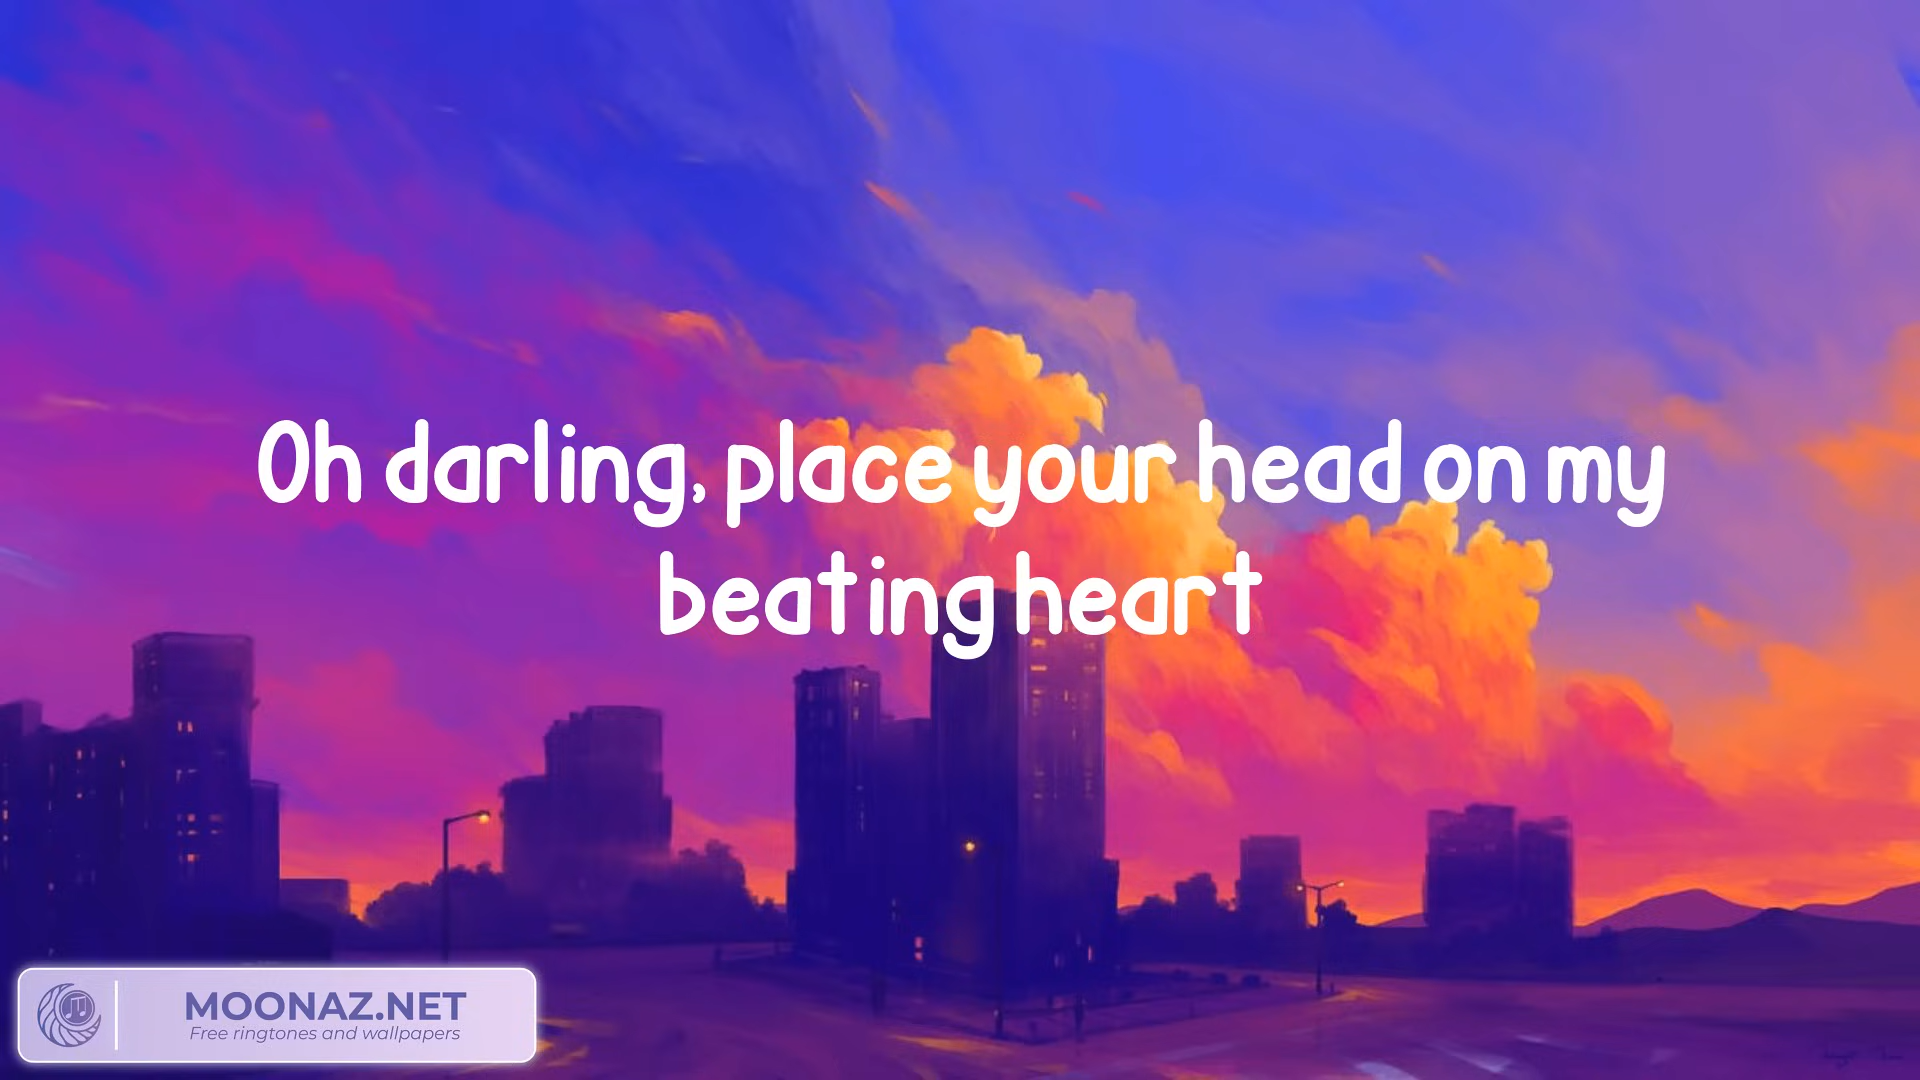 Oh darling, place your head on my
beating heart
MOONAZ.NET
Free ringtones and wallpapers